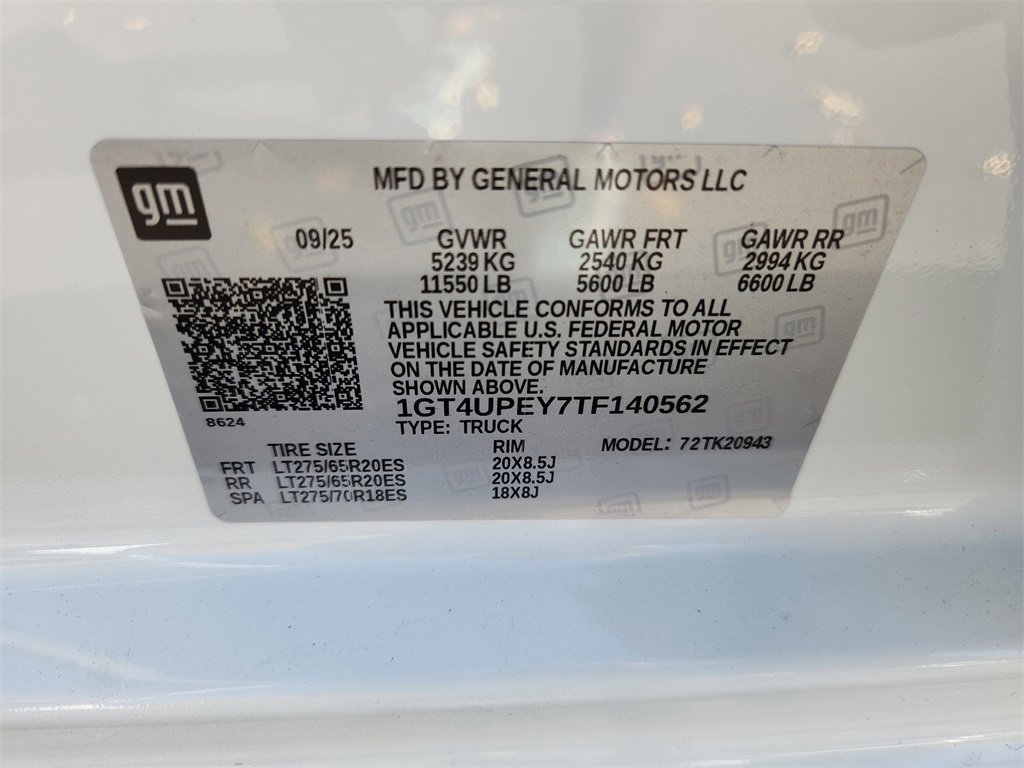 gm
MFD BY GENERAL MOTORS LLC
09/25 GVWR GAWR FRT GAWR RR
5239 KG 2540 KG 2994 KG
11550 LB 5600 LB 6600 LB
THIS VEHICLE CONFORMS TO ALL
APPLICABLE U.S. FEDERAL MOTOR
VEHICLE SAFETY STANDARDS IN EFFECT
ON THE DATE OF MANUFACTURE
SHOWN ABOVE.
1GT4UPEY7TF140562
8624
TYPE: TRUCK
TIRE SIZE RIM MODEL: 72TK20943
FRT LT275/65R20ES 20X8.5J
RR LT275/65R20ES 20X8.5J
SPA LT275/70R18ES 18X8J